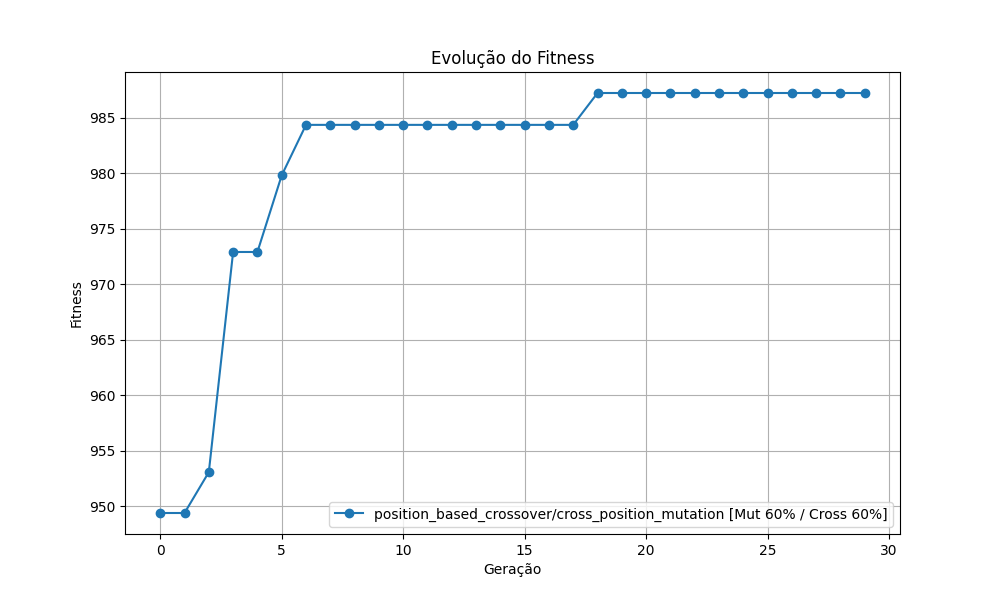 Evolução do Fitness
Fitness
985
980
975
970
965
960
955
950
0 5 10 15 20 25 30
Geração
position_based_crossover/cross_position_mutation [Mut 60% / Cross 60%]